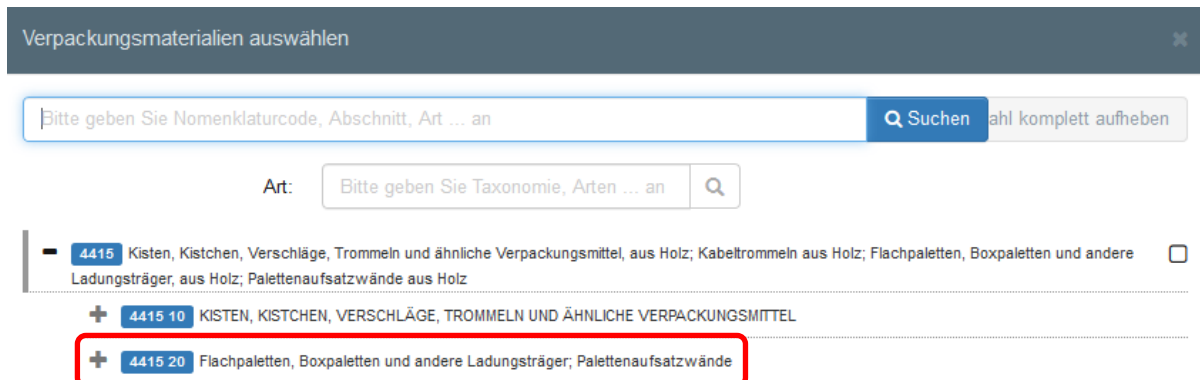 Verpackungsmaterialien auswählen
Bitte geben Sie Nomenklaturcode, Abschnitt, Art ... an Suchen ahl komplett aufheben
Art: Bitte geben Sie Taxonomie, Arten ... an
4415 Kisten, Kistchen, Verschläge, Trommeln und ähnliche Verpackungsmittel, aus Holz; Kabeltrommeln aus Holz; Flachpaletten, Boxpaletten und andere
Ladungsträger, aus Holz; Palettenaufsatzwände aus Holz
4415 10 KISTEN, KISTCHEN, VERSCHLÄGE, TROMMELN UND ÄHNLICHE VERPACKUNGSMITTEL
4415 20 Flachpaletten, Boxpaletten und andere Ladungsträger; Palettenaufsatzwände